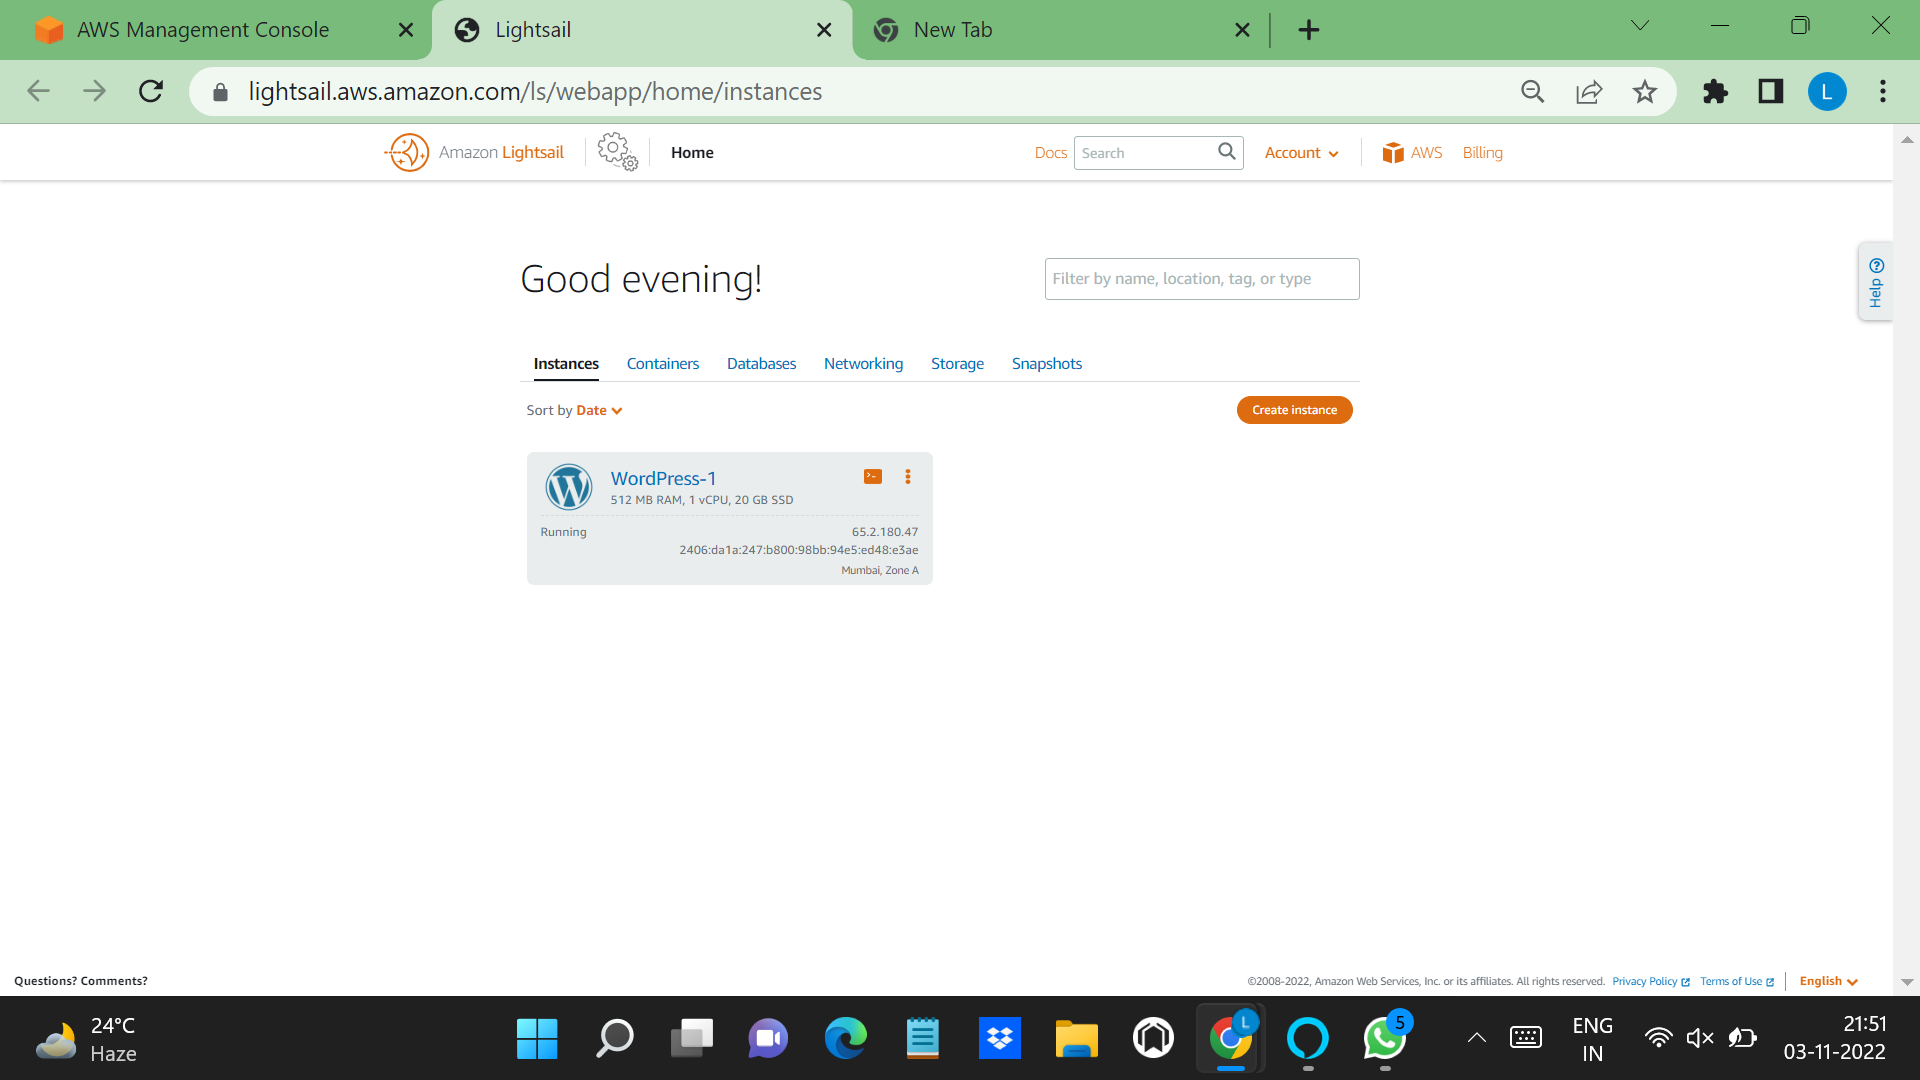 AWS Management Console
Lightsail
New Tab
lightsail.aws.amazon.com/ls/webapp/home/instances
L
Amazon Lightsail
Home
Docs
Search
Account
AWS
Billing
Good evening!
Filter by name, location, tag, or type
Help
Instances
Containers
Databases
Networking
Storage
Snapshots
Sort by Date
Create instance
WordPress-1
512 MB RAM, 1 vCPU, 20 GB SSD
Running
65.2.180.47
2406:da1a:247:b800:98bb:94e5:ed48:e3ae
Mumbai, Zone A
Questions? Comments?
©2008-2022, Amazon Web Services, Inc. or its affiliates. All rights reserved.
Privacy Policy
Terms of Use
English
24°C
Haze
L
5
ENG
IN
21:51
03-11-2022